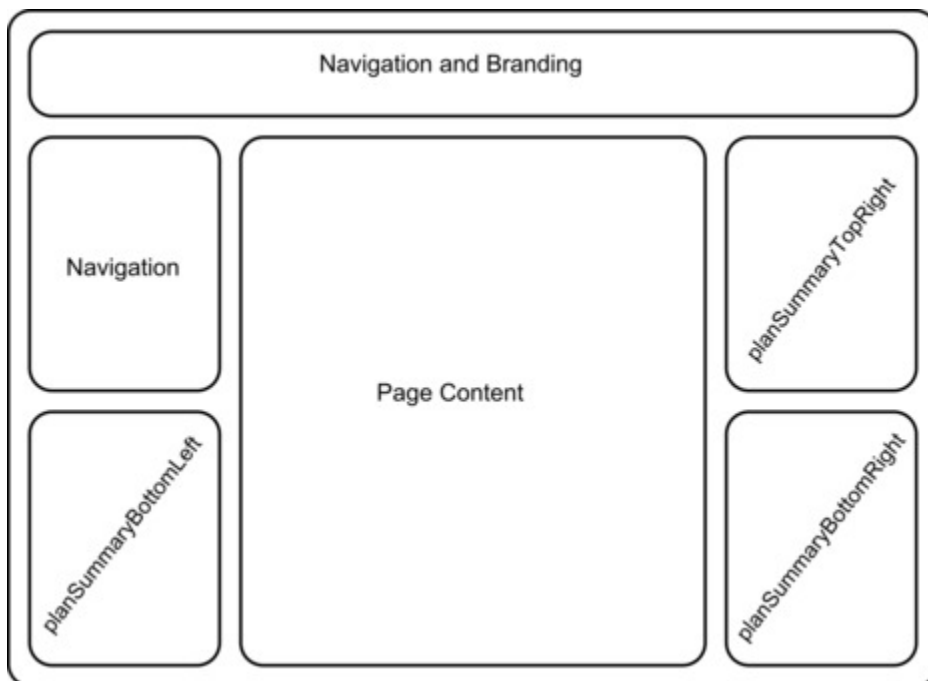 Navigation and Branding
Navigation
planSummaryTopRight
Page Content
planSummaryBottomLeft
planSummaryBottomRight